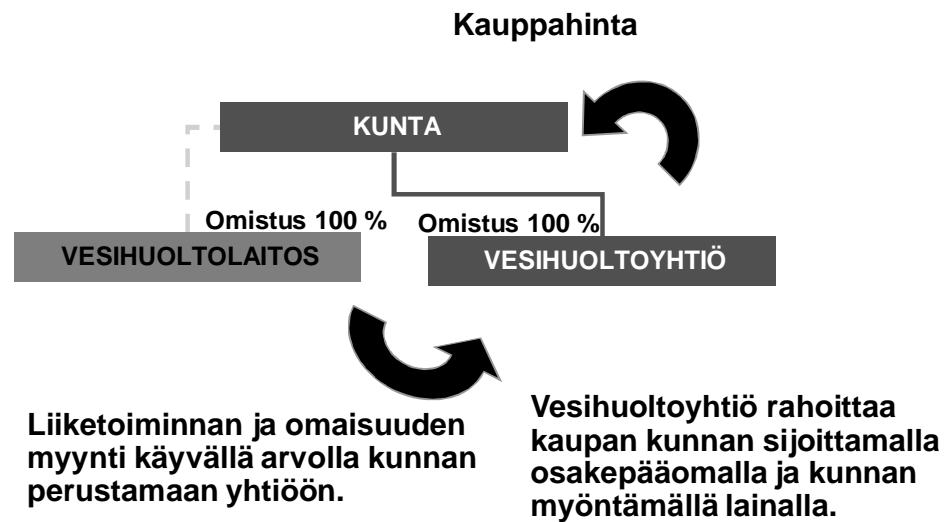 Kauppahinta
KUNTA
Omistus 100 %
Omistus 100 %
VESIHUOLTOLAITOS
VESIHUOLTOYHTIÖ
Liiketoiminnan ja omaisuuden
myynti käyvällä arvolla kunnan
perustamaan yhtiöön.
Vesihuoltoyhtiö rahoittaa
kaupan kunnan sijoittamalla
osakepääomalla ja kunnan
myöntämällä lainalla.